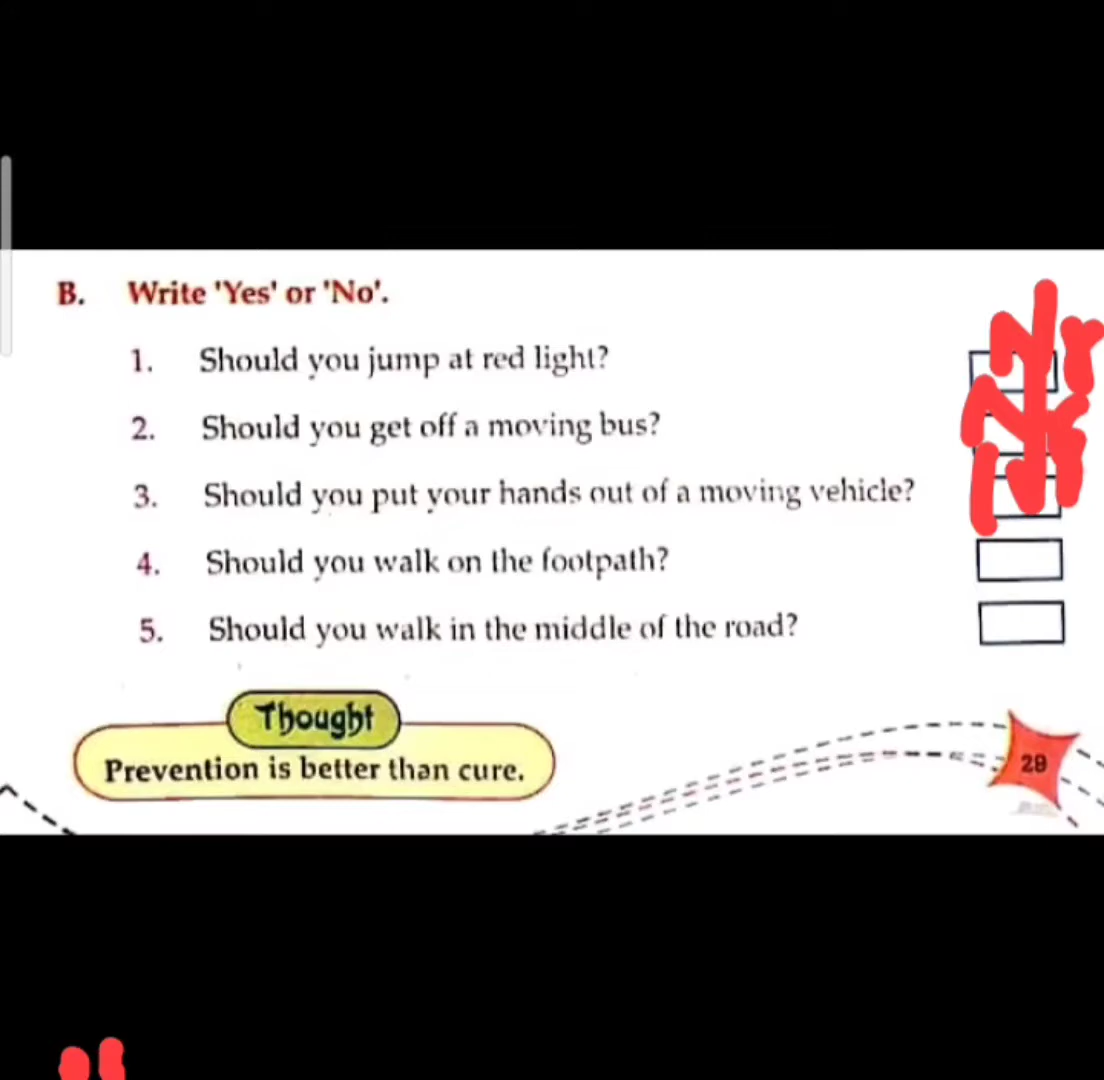 B. Write 'Yes' or 'No'.
1. Should you jump at red light?
2. Should you get off a moving bus?
3. Should you put your hands out of a moving vehicle?
4. Should you walk on the footpath?
5. Should you walk in the middle of the road?
Thought
Prevention is better than cure.
29